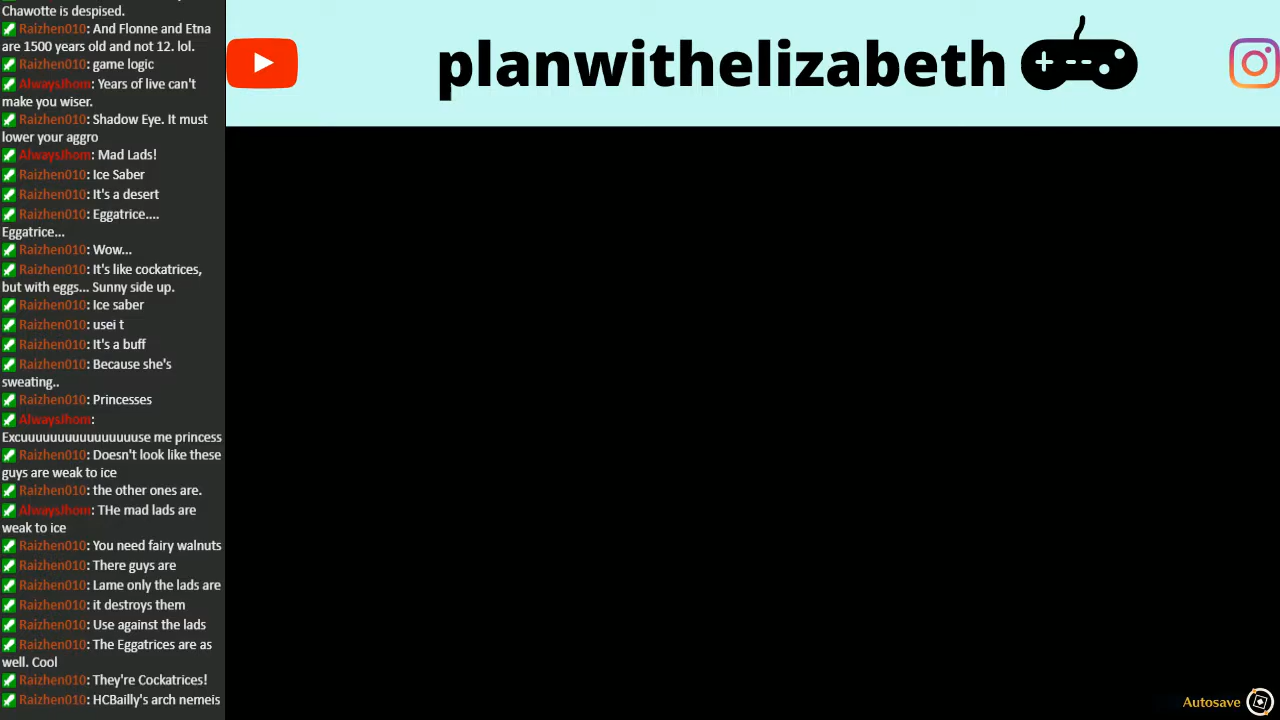 Chawotte is despised.
Raizhen010: And Flonne and Etna
are 1500 years old and not 12. lol.
Raizhen010: game logic
AlwaysJhom: Years of live can't
make you wiser.
Raizhen010: Shadow Eye. It must
lower your aggro
AlwaysJhom: Mad Lads!
Raizhen010: Ice Saber
Raizhen010: It's a desert
Raizhen010: Eggatrice....
Eggatrice...
Raizhen010: Wow...
Raizhen010: It's like cockatrices,
but with eggs... Sunny side up.
Raizhen010: Ice saber
Raizhen010: usei t
Raizhen010: It's a buff
Raizhen010: Because she's
sweating..
Raizhen010: Princesses
AlwaysJhom:
Excuuuuuuuuuuuuuuuuse me princess
Raizhen010: Doesn't look like these
guys are weak to ice
Raizhen010: the other ones are.
AlwaysJhom: THe mad lads are
weak to ice
Raizhen010: You need fairy walnuts
Raizhen010: There guys are
Raizhen010: Lame only the lads are
Raizhen010: it destroys them
Raizhen010: Use against the lads
Raizhen010: The Eggatrices are as
well. Cool
Raizhen010: They're Cockatrices!
Raizhen010: HCBailly's arch nemeis
planwithelizabeth
Autosave